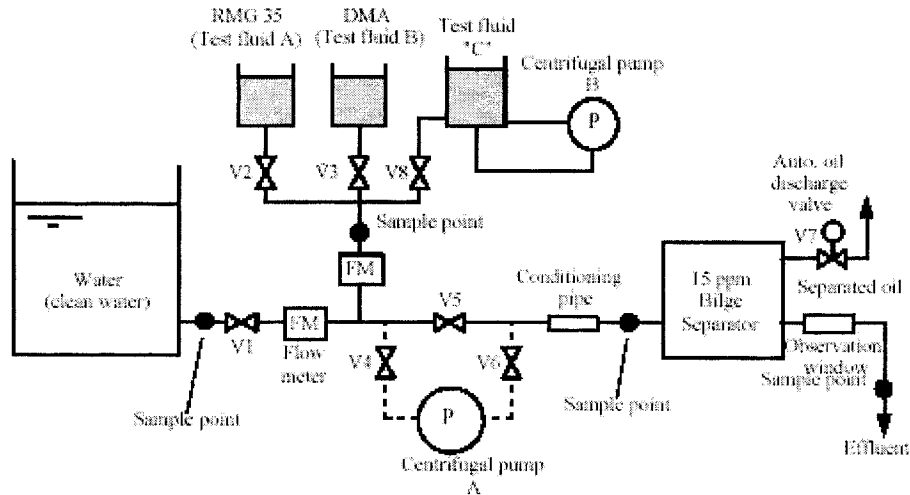 RMG 35
(Test fluid A)
DMA
(Test fluid B)
Test fluid
"C"
Centrifugal pump
B
P
V2
V3
V8
Sample point
FM
Water
(clean water)
V1
FM
Flow
meter
Sample point
V5
V4
V6
P
Centrifugal pump
A
Conditioning
pipe
Sample point
15 ppm
Bilge
Separator
Auto. oil
discharge
valve
V7
Separated oil
Observation
window
Sample point
Effluent